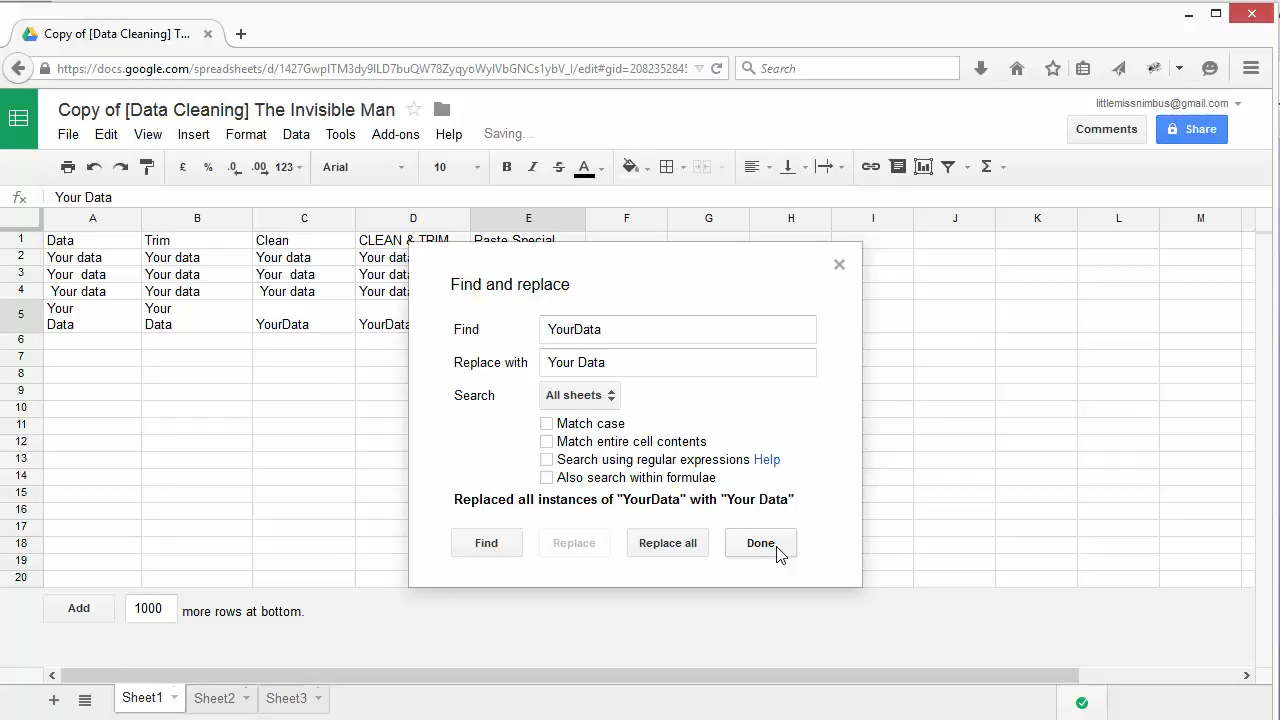 Copy of [Data Cleaning] T...
https://docs.google.com/spreadsheets/d/1427GwpITM3dy9ILD7buQW78ZyqyoWyIVbGNCs1ybV_I/edit#gid=208235284
Search
Copy of [Data Cleaning] The Invisible Man
littlemissnimbus@gmail.com
File Edit View Insert Format Data Tools Add-ons Help Saving...
Comments Share
£ % .0 .00 123 Arial 10 B I S A Σ
fx Your Data
A B C D E F G H I J K L M
1 Data Trim Clean CLEAN & TRIM Paste Special
2 Your data Your data Your data Your data
3 Your  data Your data Your  data Your data
4 Your data Your data Your data Your data
5 Your Data Your Data YourData YourData
6
7
8
9
10
11
12
13
14
15
16
17
18
19
20
Find and replace
Find YourData
Replace with Your Data
Search All sheets
Match case
Match entire cell contents
Search using regular expressions Help
Also search within formulae
Replaced all instances of "YourData" with "Your Data"
Find Replace Replace all Done
Add 1000 more rows at bottom.
Sheet1 Sheet2 Sheet3